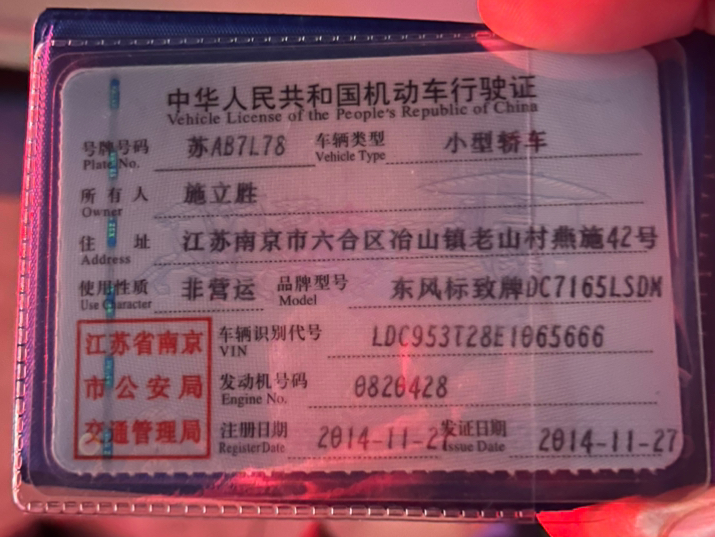 中华人民共和国机动车行驶证
Vehicle License of the People's Republic of China
号牌号码 苏AB7L78 车辆类型 小型轿车
Plate No. Vehicle Type
所有人 施立胜
Owner
住址 江苏南京市六合区冶山镇老山村燕施42号
Address
使用性质 非营运 品牌型号 东风标致牌DC7165LSDM
Use Character Model
江苏省南京 车辆识别代号 LDC953T28E1065666
VIN
市公安局 发动机号码 0820428
Engine No.
交通管理局 注册日期 2014-11-27 发证日期 2014-11-27
Register Date Issue Date